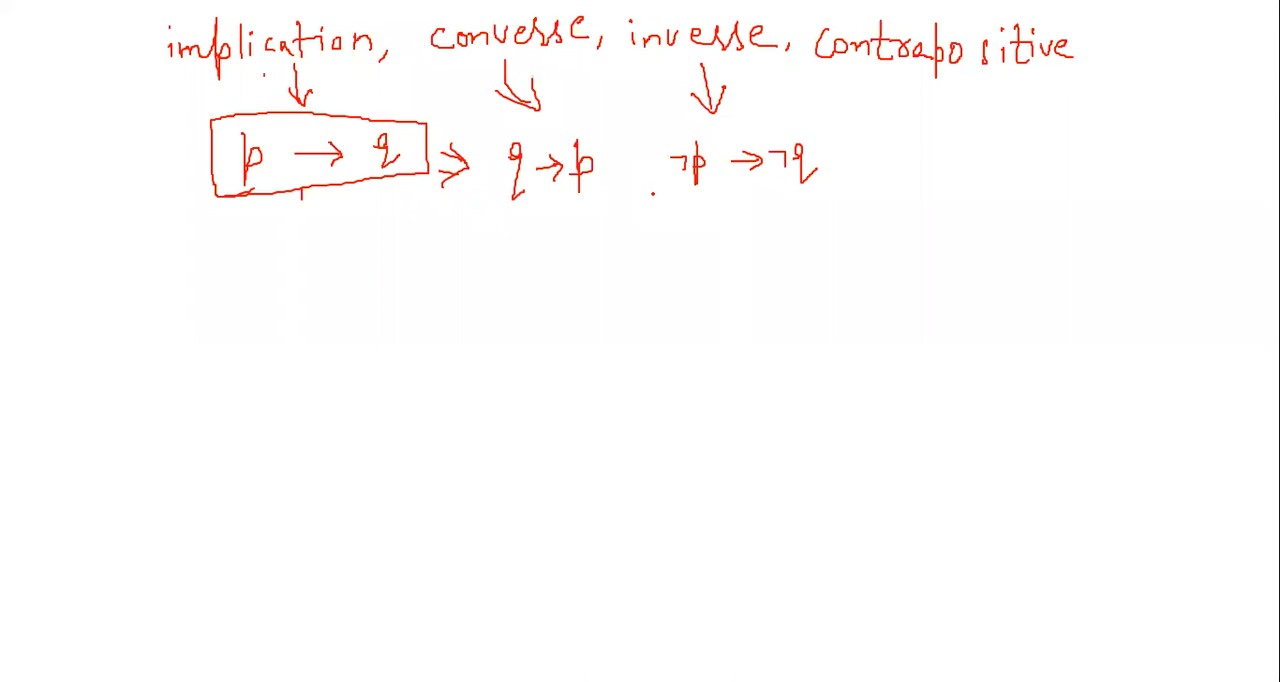 implication, converse, inverse, contrapositive
p → q q → p ¬p → ¬q